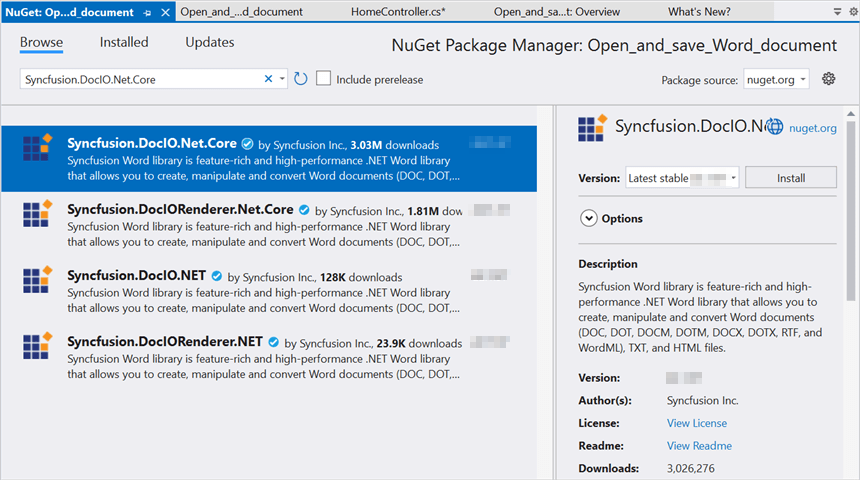 NuGet: Op...d_document
Open_and_...d_document
HomeController.cs*
Open_and_sa...t: Overview
What's New?
Browse
Installed
Updates
NuGet Package Manager: Open_and_save_Word_document
Syncfusion.DocIO.Net.Core
Include prerelease
Package source: nuget.org
Syncfusion.DocIO.Net.Core by Syncfusion Inc., 3.03M downloads
Syncfusion Word library is feature-rich and high-performance .NET Word library
that allows you to create, manipulate and convert Word documents (DOC, DOT,...
Syncfusion.DocIORenderer.Net.Core by Syncfusion Inc., 1.81M dow
Syncfusion Word library is feature-rich and high-performance .NET Word library
that allows you to create, manipulate and convert Word documents (DOC, DOT,...
Syncfusion.DocIO.NET by Syncfusion Inc., 128K downloads
Syncfusion Word library is feature-rich and high-performance .NET Word library
that allows you to create, manipulate and convert Word documents (DOC, DOT,...
Syncfusion.DocIORenderer.NET by Syncfusion Inc., 23.9K downloads
Syncfusion Word library is feature-rich and high-performance .NET Word library
that allows you to create, manipulate and convert Word documents (DOC, DOT,...
Syncfusion.DocIO.N nuget.org
Version: Latest stable Install
Options
Description
Syncfusion Word library is feature-rich and high-
performance .NET Word library that allows you to
create, manipulate and convert Word documents
(DOC, DOT, DOCM, DOTM, DOCX, DOTX, RTF, and
WordML), TXT, and HTML files.
Version:
Author(s): Syncfusion Inc.
License: View License
Readme: View Readme
Downloads: 3,026,276